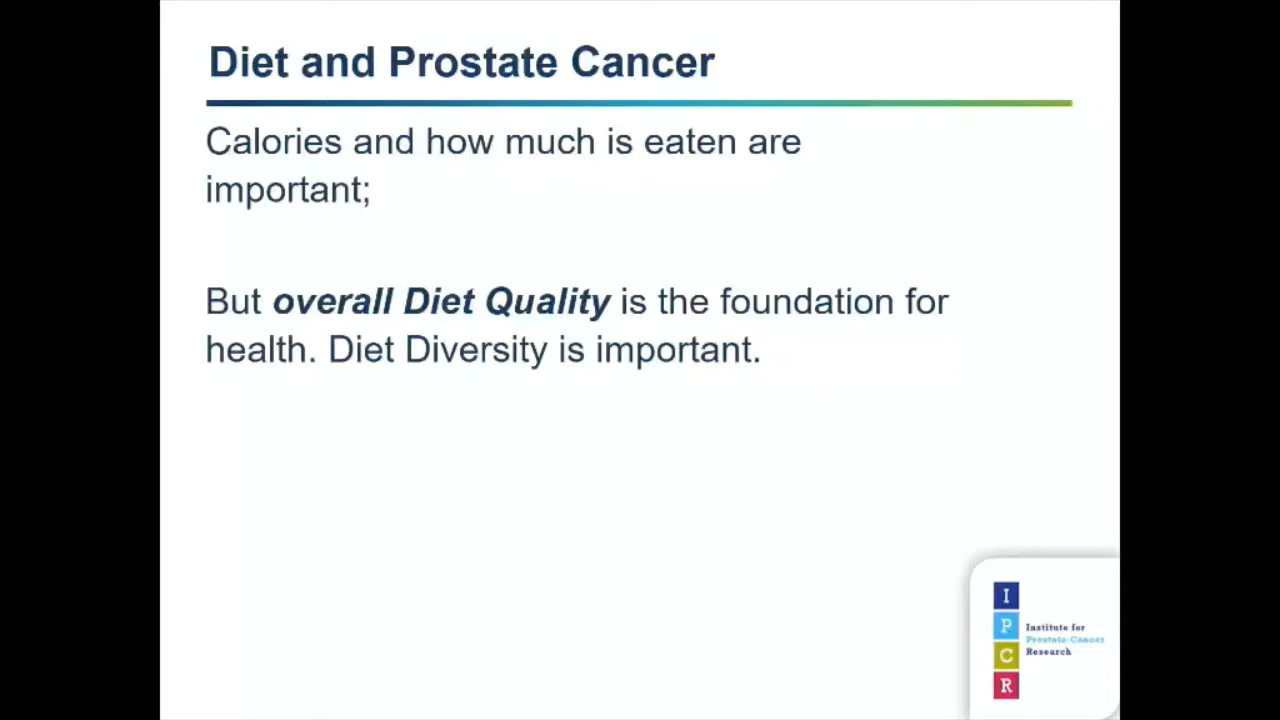 Diet and Prostate Cancer
Calories and how much is eaten are
important;
But overall Diet Quality is the foundation for
health. Diet Diversity is important.
I
P
C
R
Institute for
Prostate Cancer
Research